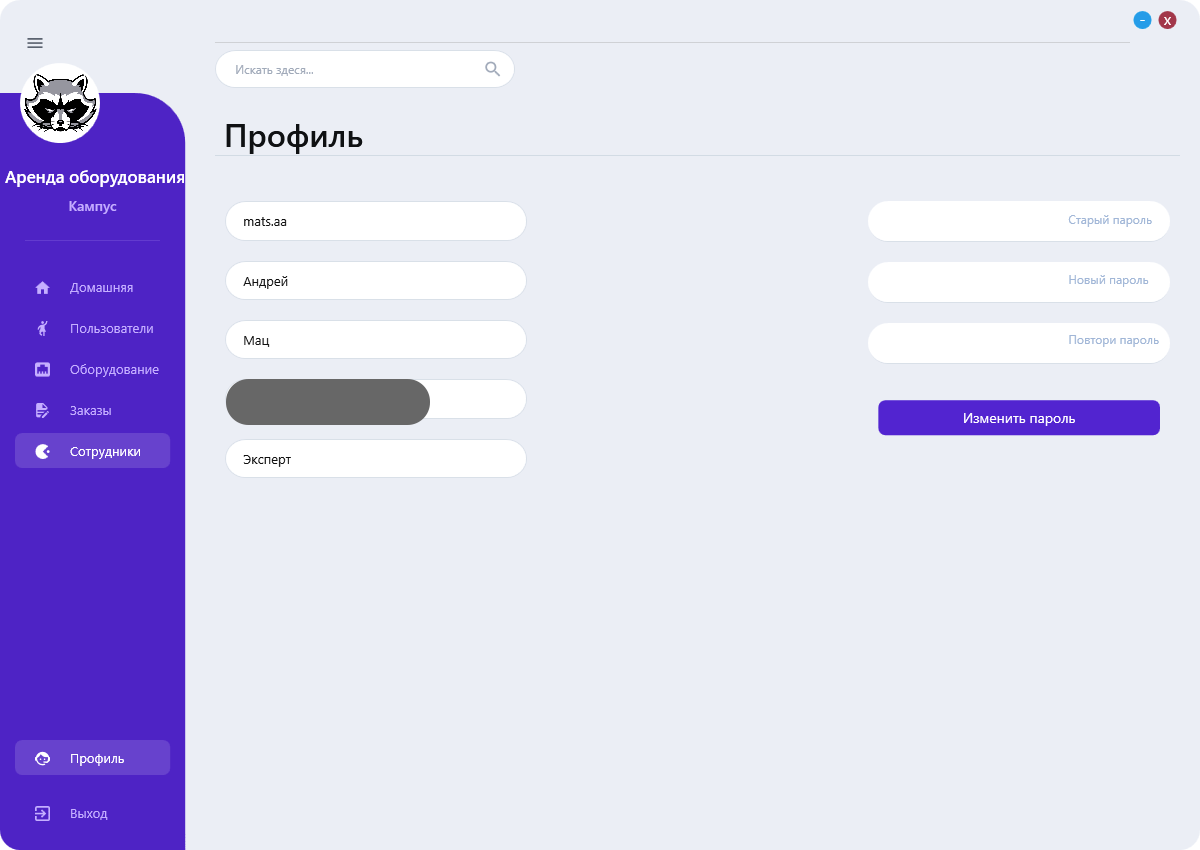 –
X
Искать здеся...
Профиль
Аренда оборудования
Кампус
Домашняя
Пользователи
Оборудование
Заказы
Сотрудники
Профиль
Выход
mats.aa
Андрей
Мац
Эксперт
Старый пароль
Новый пароль
Повтори пароль
Изменить пароль